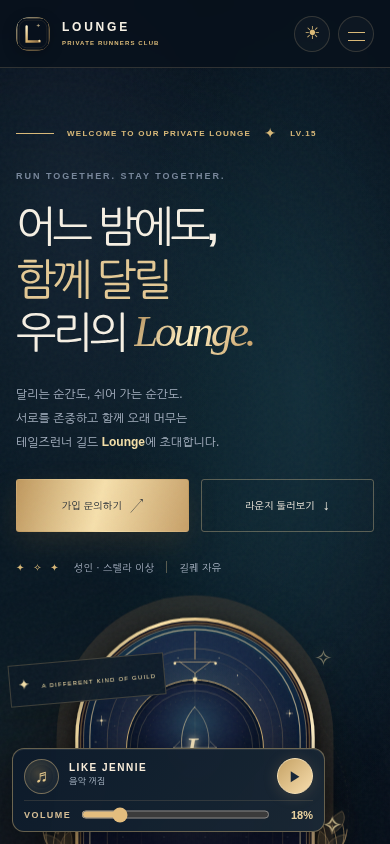 L
LOUNGE
PRIVATE RUNNERS CLUB
WELCOME TO OUR PRIVATE LOUNGE ✦ LV.15
RUN TOGETHER. STAY TOGETHER.
어느 밤에도,
함께 달릴
우리의 Lounge.
달리는 순간도, 쉬어 가는 순간도.
서로를 존중하고 함께 오래 머무는
테일즈런너 길드 Lounge에 초대합니다.
가입 문의하기 ↗
라운지 둘러보기 ↓
✦ ✧ ✦ 성인 · 스텔라 이상 | 길퀘 자유
✦ A DIFFERENT KIND OF GUILD
L
LIKE JENNIE
음악 꺼짐
VOLUME 18%